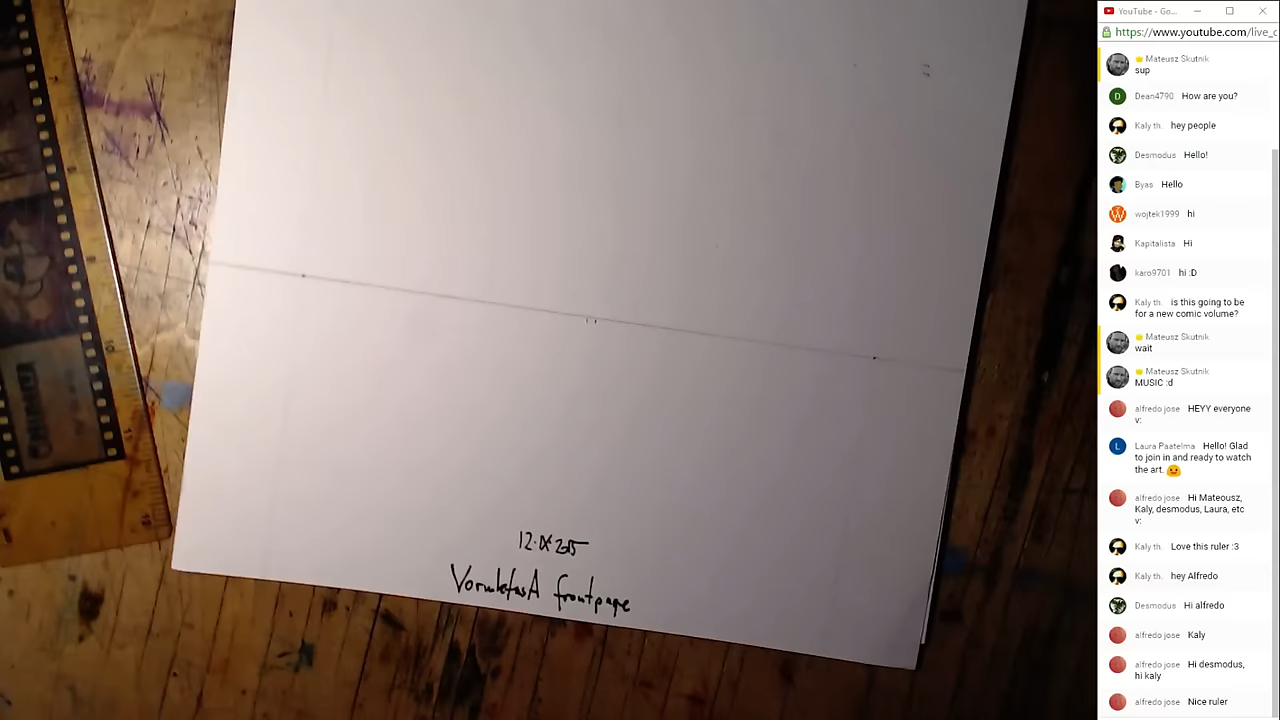 12.IX 2015
VormkfasA frontpage
YouTube - Go...
https://www.youtube.com/live_c
Mateusz Skutnik
sup
Dean4790 How are you?
Kaly th. hey people
Desmodus Hello!
Byas Hello
wojtek1999 hi
Kapitalista Hi
karo9701 hi :D
Kaly th. is this going to be
for a new comic volume?
Mateusz Skutnik
wait
Mateusz Skutnik
MUSIC :d
alfredo jose HEYY everyone
v:
Laura Paatelma Hello! Glad
to join in and ready to watch
the art.
alfredo jose Hi Mateousz,
Kaly, desmodus, Laura, etc
v:
Kaly th. Love this ruler :3
Kaly th. hey Alfredo
Desmodus Hi alfredo
alfredo jose Kaly
alfredo jose Hi desmodus,
hi kaly
alfredo jose Nice ruler